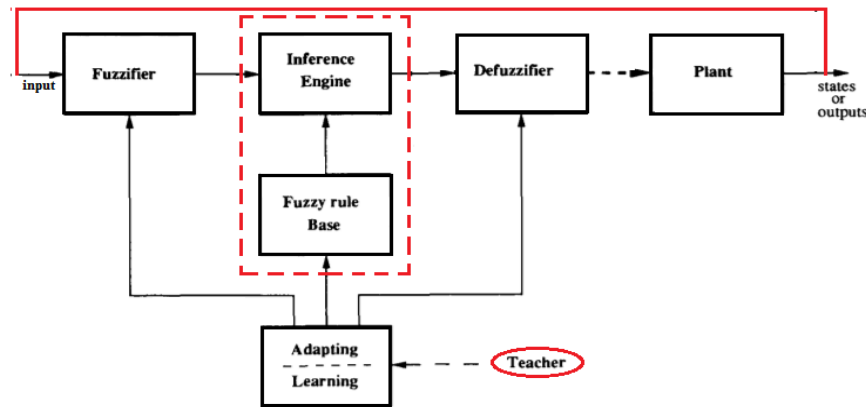 input
Fuzzifier
Inference
Engine
Defuzzifier
Plant
states
or
outputs
Fuzzy rule
Base
Adapting
Learning
Teacher